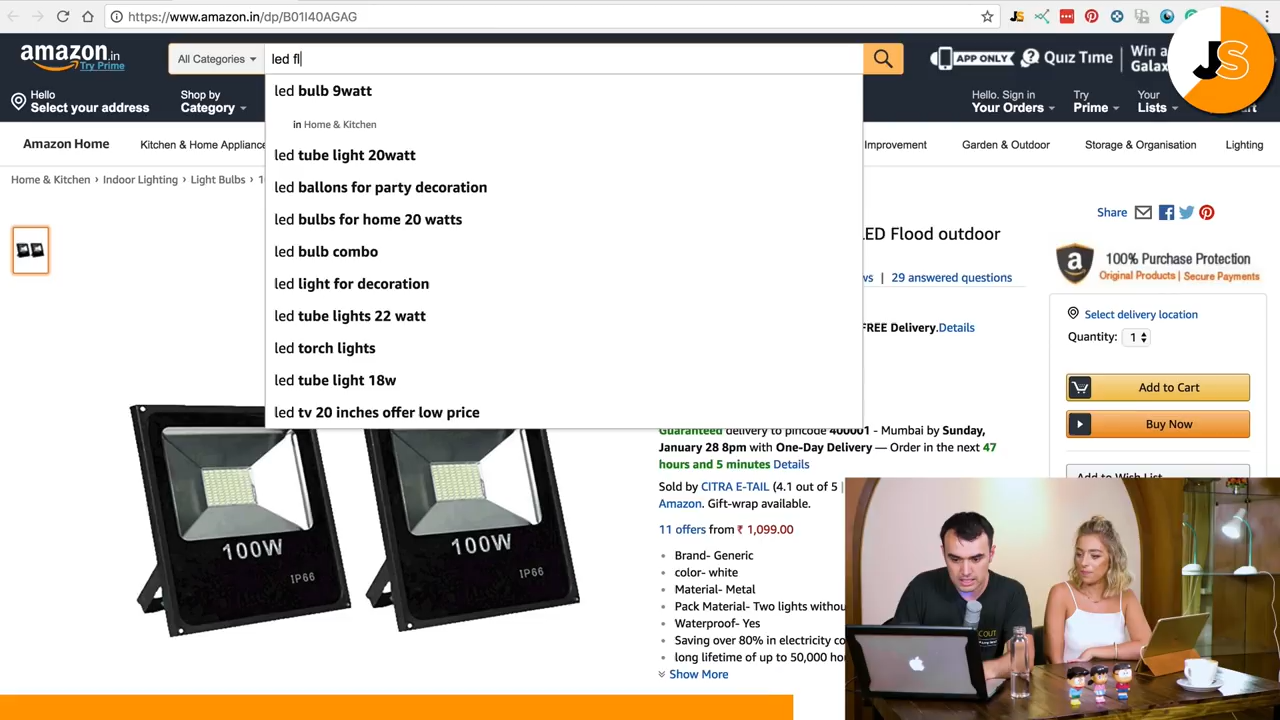 https://www.amazon.in/dp/B01I40AGAG
amazon.in
Try Prime
All Categories
led fl
APP ONLY
Quiz Time
Win a
Galax
JS
Hello
Select your address
Shop by
Category
Hello. Sign in
Your Orders
Try
Prime
Your
Lists
Amazon Home
Kitchen & Home Appliance
Improvement
Garden & Outdoor
Storage & Organisation
Lighting
led bulb 9watt
in Home & Kitchen
led tube light 20watt
led ballons for party decoration
led bulbs for home 20 watts
led bulb combo
led light for decoration
led tube lights 22 watt
led torch lights
led tube light 18w
led tv 20 inches offer low price
Home & Kitchen › Indoor Lighting › Light Bulbs › 1
Share
LED Flood outdoor
29 answered questions
FREE Delivery.Details
100% Purchase Protection
Original Products | Secure Payments
Select delivery location
Quantity: 1
Add to Cart
Buy Now
Add to Wish List
Guaranteed delivery to pincode 400001 - Mumbai by Sunday,
January 28 8pm with One-Day Delivery — Order in the next 47
hours and 5 minutes Details
Sold by CITRA E-TAIL (4.1 out of 5 |
Amazon. Gift-wrap available.
11 offers from ₹ 1,099.00
Brand- Generic
color- white
Material- Metal
Pack Material- Two lights withou
Waterproof- Yes
Saving over 80% in electricity co
long lifetime of up to 50,000 ho
Show More
100W
IP66
100W
IP66